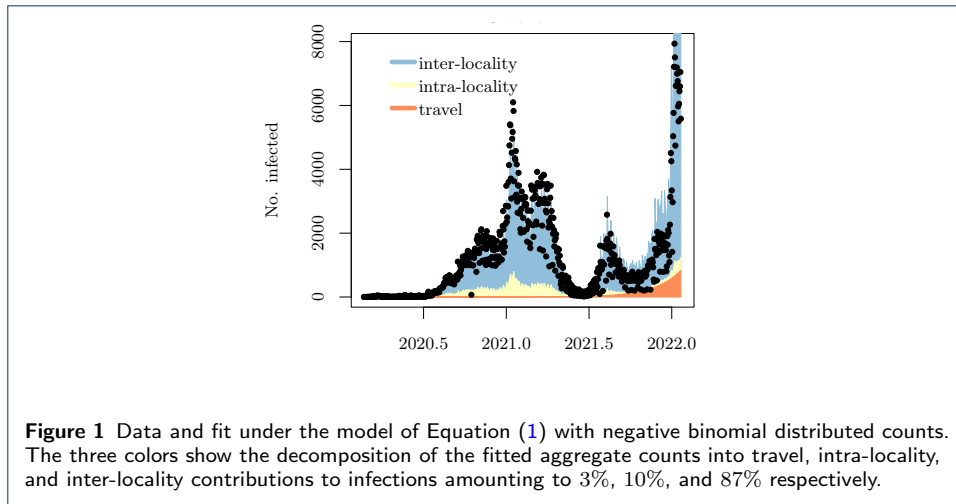 8000
6000
4000
2000
0
No. infected
inter-locality
intra-locality
travel
2020.5 2021.0 2021.5 2022.0
Figure 1 Data and fit under the model of Equation (1) with negative binomial distributed counts.
The three colors show the decomposition of the fitted aggregate counts into travel, intra-locality,
and inter-locality contributions to infections amounting to 3%, 10%, and 87% respectively.